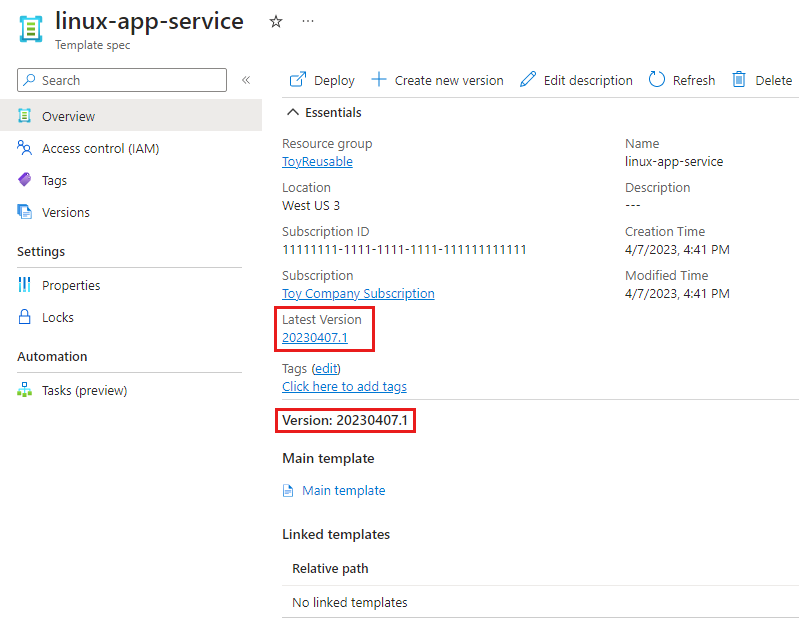 linux-app-service
Template spec
Search
Overview
Access control (IAM)
Tags
Versions
Settings
Properties
Locks
Automation
Tasks (preview)
Deploy
Create new version
Edit description
Refresh
Delete
Essentials
Resource group
ToyReusable
Location
West US 3
Subscription ID
11111111-1111-1111-1111-111111111111
Subscription
Toy Company Subscription
Latest Version
20230407.1
Tags (edit)
Click here to add tags
Name
linux-app-service
Description
---
Creation Time
4/7/2023, 4:41 PM
Modified Time
4/7/2023, 4:41 PM
Version: 20230407.1
Main template
Main template
Linked templates
Relative path
No linked templates